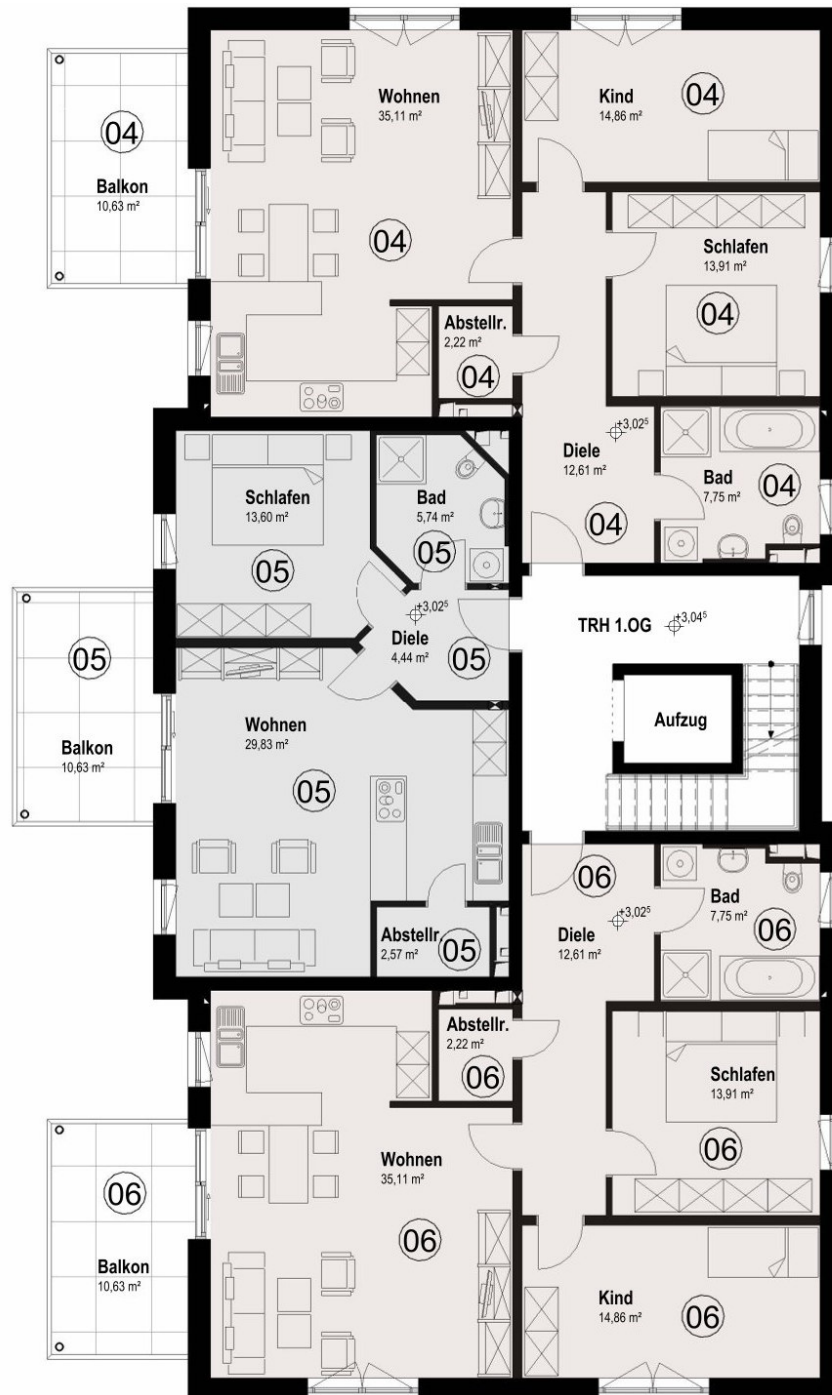 Wohnen
35,11 m²
04
Kind
14,86 m²
04
04
Balkon
10,63 m²
04
Schlafen
13,91 m²
04
Abstellr.
2,22 m²
04
+3,02⁵
Diele
12,61 m²
04
Bad
7,75 m²
04
Schlafen
13,60 m²
05
Bad
5,74 m²
05
+3,02⁵
Diele
4,44 m²
05
TRH 1.OG
+3,04⁵
Aufzug
05
Balkon
10,63 m²
Wohnen
29,83 m²
05
Abstellr.
2,57 m²
05
06
Diele
12,61 m²
+3,02⁵
Bad
7,75 m²
06
Abstellr.
2,22 m²
06
Schlafen
13,91 m²
06
Wohnen
35,11 m²
06
06
Balkon
10,63 m²
Kind
14,86 m²
06